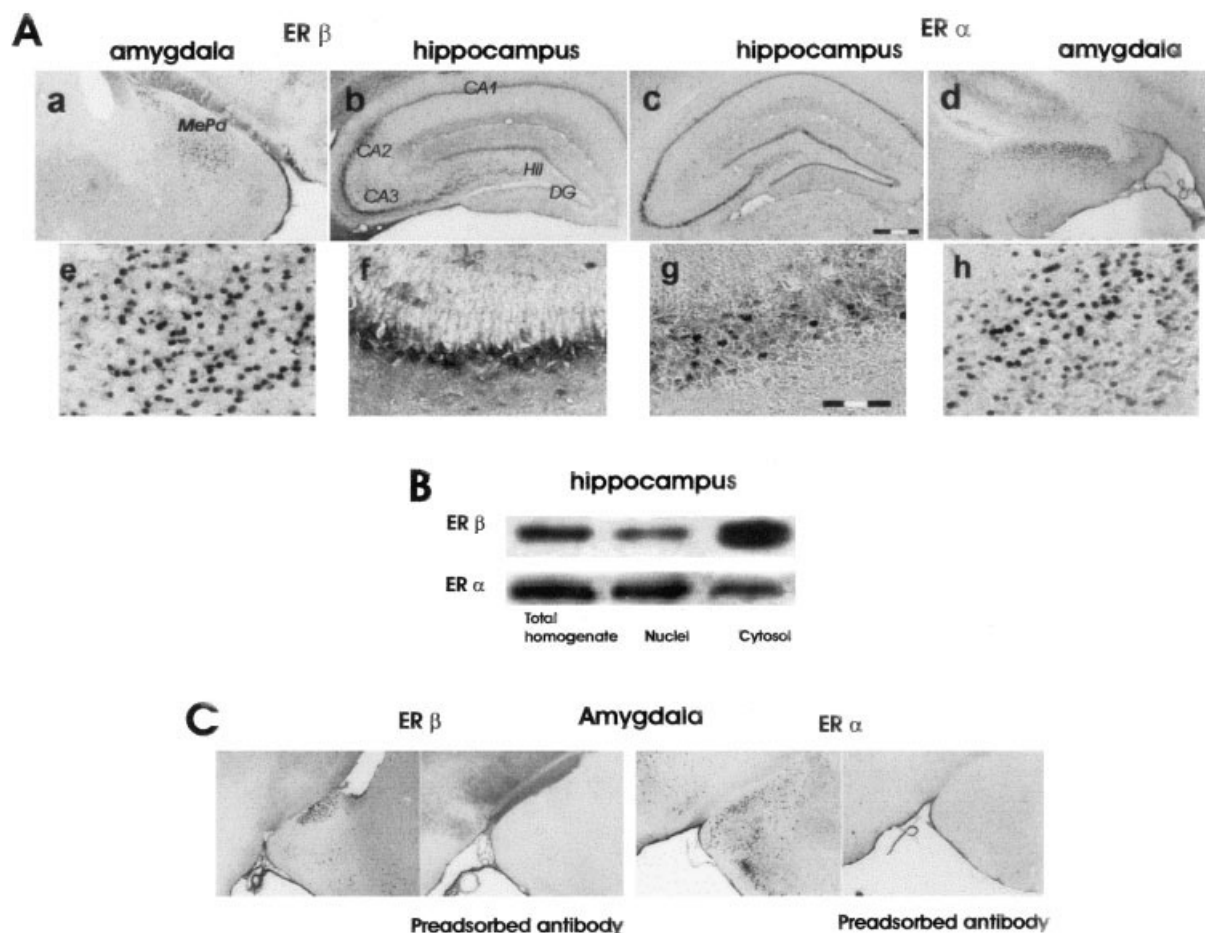 A
ER β
ER α
amygdala
hippocampus
hippocampus
amygdala
a
b
c
d
MePd
CA1
CA2
CA3
Hil
DG
e
f
g
h
B
hippocampus
ER β
ER α
Total
homogenate
Nuclei
Cytosol
C
ER β
Amygdala
ER α
Preadsorbed antibody
Preadsorbed antibody